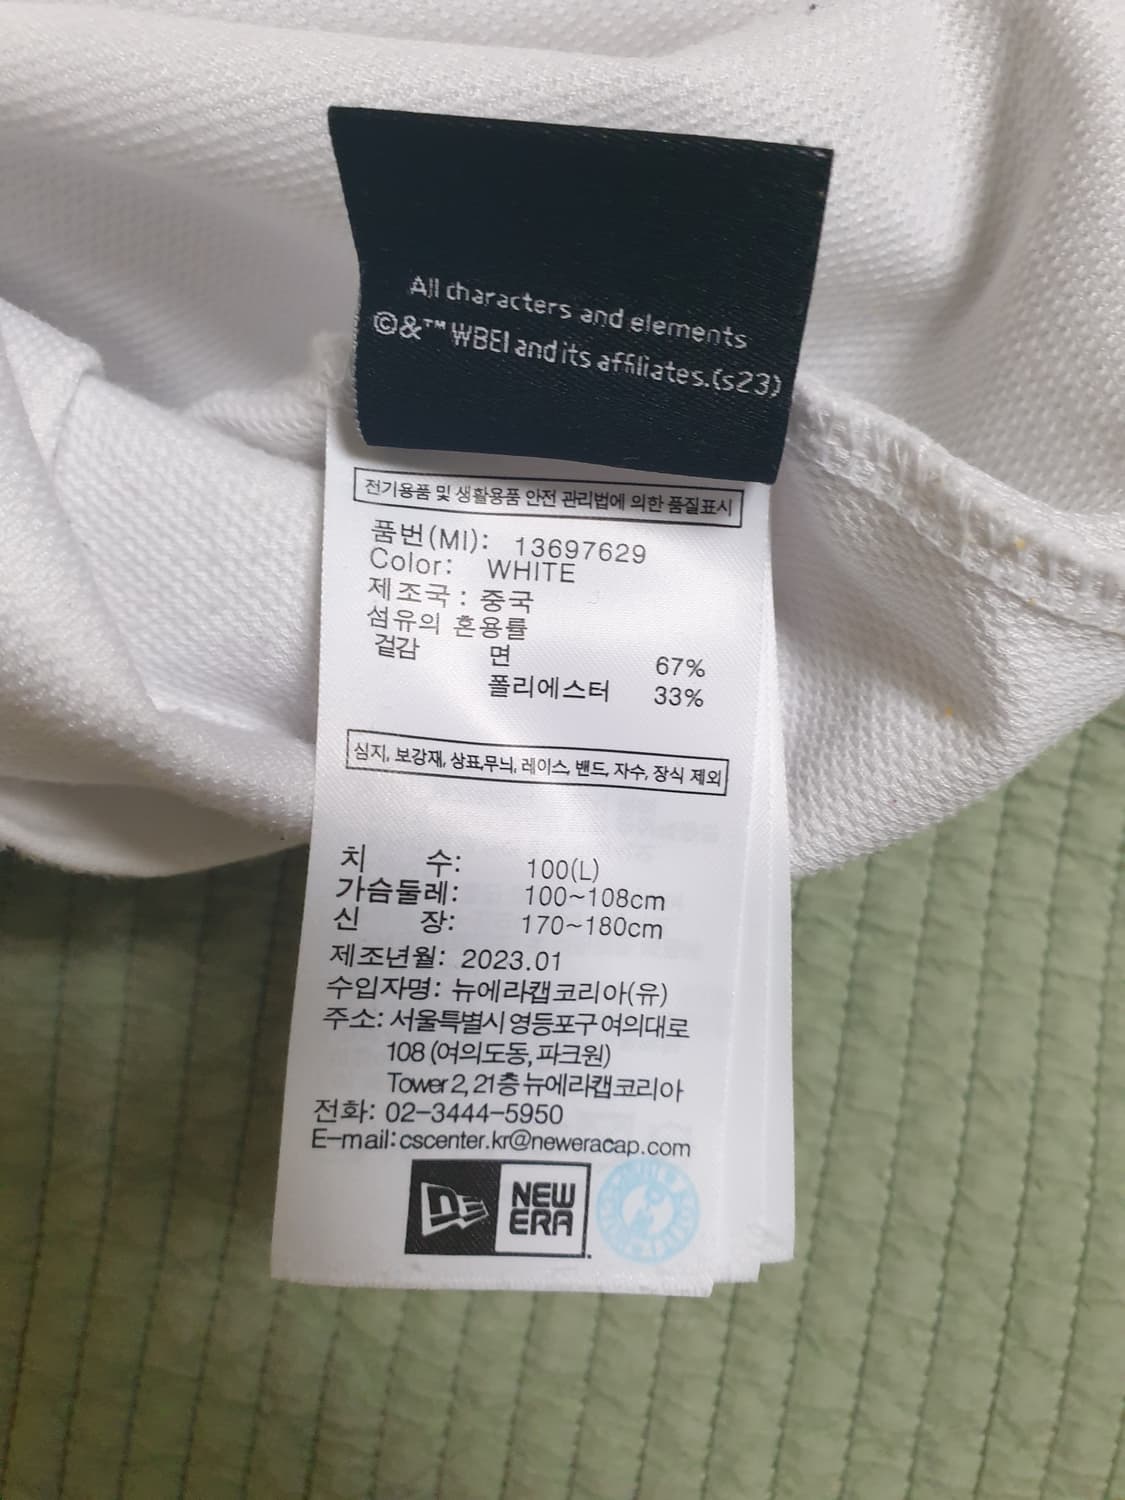 All characters and elements
©&™ WBEI and its affiliates.(s23)
전기용품 및 생활용품 안전 관리법에 의한 품질표시
품번(MI): 13697629
Color: WHITE
제조국 : 중국
섬유의 혼용률
겉감 면 67%
폴리에스터 33%
심지, 보강재, 상표,무늬, 레이스, 밴드, 자수, 장식 제외
치 수: 100(L)
가슴둘레: 100~108cm
신 장: 170~180cm
제조년월: 2023.01
수입자명: 뉴에라캡코리아(유)
주소: 서울특별시 영등포구 여의대로
108 (여의도동, 파크원)
Tower 2, 21층 뉴에라캡코리아
전화: 02-3444-5950
E-mail: cscenter.kr@neweracap.com
NE NEW
ERA